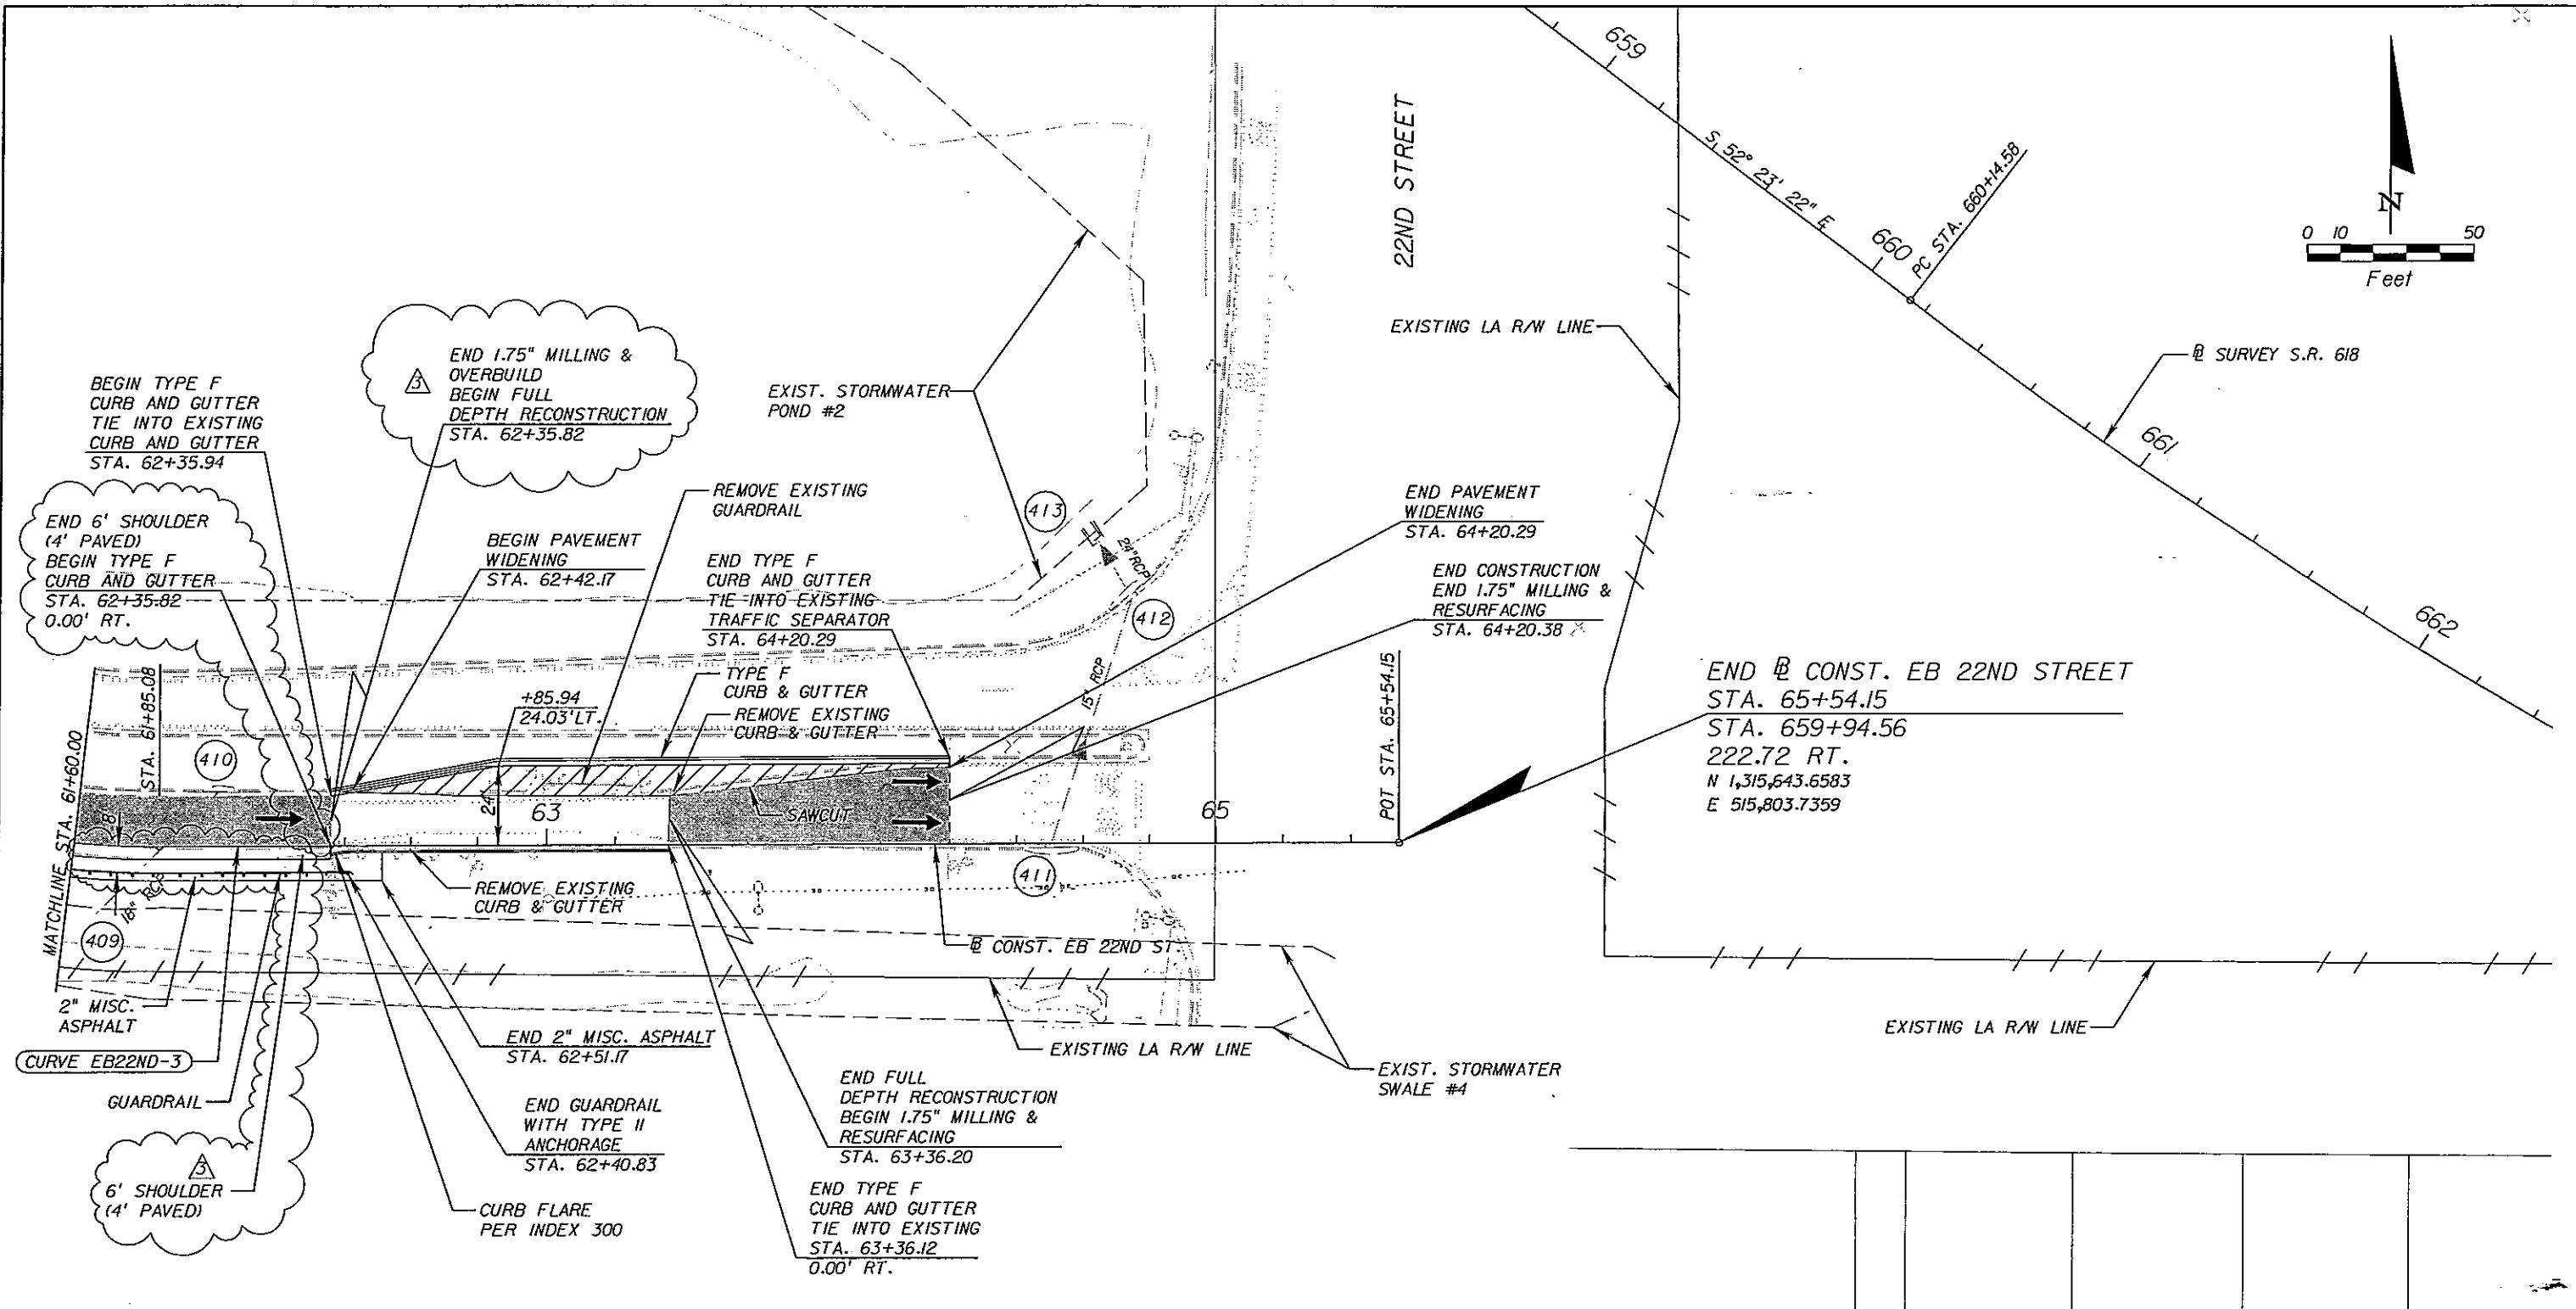 659
S. 52° 23' 22" E
660
PC STA. 660+14.58
661
662
N
0 10 50
Feet
22ND STREET
EXISTING LA R/W LINE
℄ SURVEY S.R. 618
3
END 1.75" MILLING &
OVERBUILD
BEGIN FULL
DEPTH RECONSTRUCTION
STA. 62+35.82
BEGIN TYPE F
CURB AND GUTTER
TIE INTO EXISTING
CURB AND GUTTER
STA. 62+35.94
EXIST. STORMWATER
POND #2
REMOVE EXISTING
GUARDRAIL
413
24" RCP
412
15" RCP
END PAVEMENT
WIDENING
STA. 64+20.29
END 6' SHOULDER
(4' PAVED)
BEGIN TYPE F
CURB AND GUTTER
STA. 62+35.82
0.00' RT.
BEGIN PAVEMENT
WIDENING
STA. 62+42.17
END TYPE F
CURB AND GUTTER
TIE INTO EXISTING
TRAFFIC SEPARATOR
STA. 64+20.29
END CONSTRUCTION
END 1.75" MILLING &
RESURFACING
STA. 64+20.38
TYPE F
CURB & GUTTER
REMOVE EXISTING
CURB & GUTTER
+85.94
24.03' LT.
MATCHLINE STA. 61+60.00
STA. 61+85.08
410
8'
24'
63
SAWCUT
65
POT STA. 65+54.15
END ℄ CONST. EB 22ND STREET
STA. 65+54.15
STA. 659+94.56
222.72 RT.
N 1,315,643.6583
E 515,803.7359
REMOVE EXISTING
CURB & GUTTER
411
18" RCP
409
℄ CONST. EB 22ND ST.
2" MISC.
ASPHALT
CURVE EB22ND-3
GUARDRAIL
END 2" MISC. ASPHALT
STA. 62+51.17
EXISTING LA R/W LINE
EXIST. STORMWATER
SWALE #4
EXISTING LA R/W LINE
END GUARDRAIL
WITH TYPE II
ANCHORAGE
STA. 62+40.83
END FULL
DEPTH RECONSTRUCTION
BEGIN 1.75" MILLING &
RESURFACING
STA. 63+36.20
3
6' SHOULDER
(4' PAVED)
CURB FLARE
PER INDEX 300
END TYPE F
CURB AND GUTTER
TIE INTO EXISTING
STA. 63+36.12
0.00' RT.